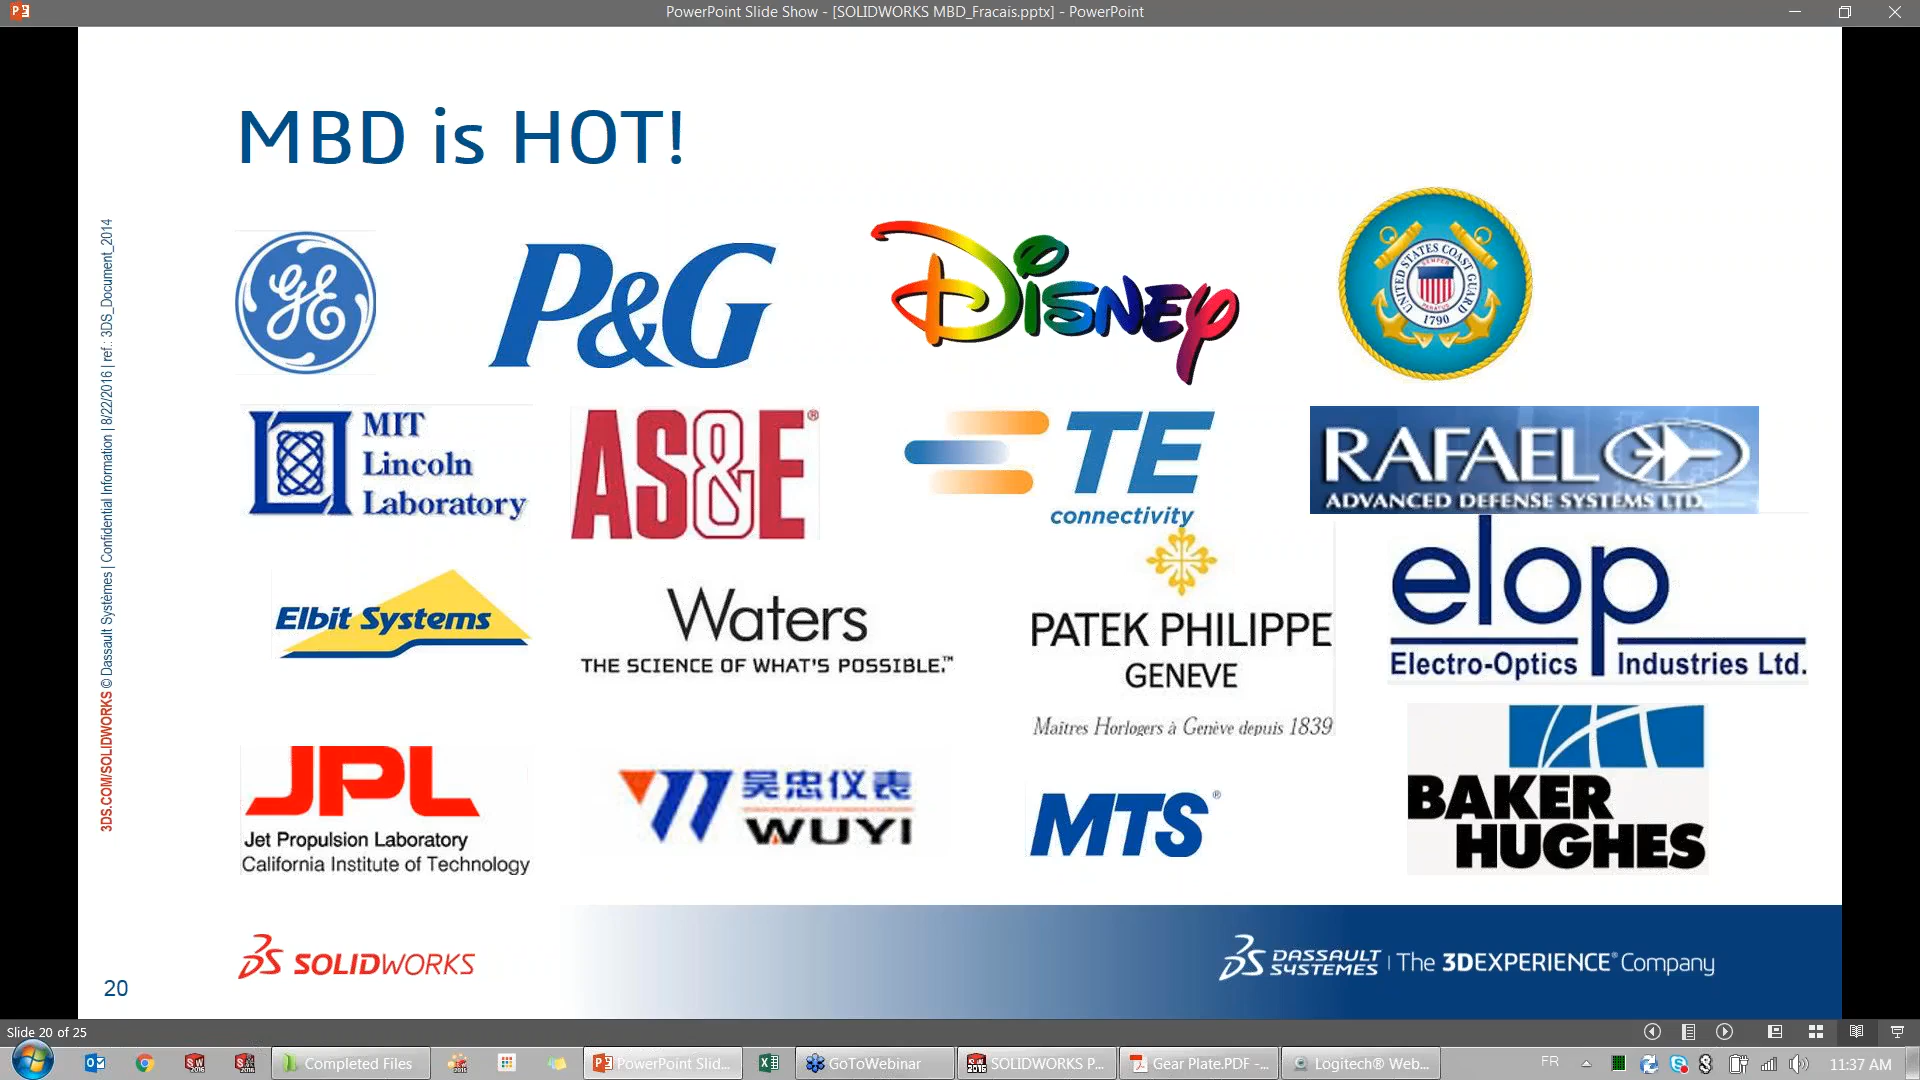 PowerPoint Slide Show - [SOLIDWORKS MBD_Fracais.pptx] - PowerPoint
MBD is HOT!
3DS.COM/SOLIDWORKS © Dassault Systèmes | Confidential Information | 8/22/2016 | ref.: 3DS_Document_2014
GE
P&G
DISNEY
UNITED STATES COAST GUARD
SEMPER
PARATUS
1790
MIT
Lincoln
Laboratory
AS&E®
TE
connectivity
RAFAEL
ADVANCED DEFENSE SYSTEMS LTD.
Elbit Systems
Waters
THE SCIENCE OF WHAT'S POSSIBLE.™
PATEK PHILIPPE
GENEVE
Maîtres Horlogers à Genève depuis 1839
elop
Electro-Optics Industries Ltd.
JPL
Jet Propulsion Laboratory
California Institute of Technology
吴忠仪表
WUYI
MTS®
BAKER
HUGHES
SOLIDWORKS
DASSAULT
SYSTEMES
| The 3DEXPERIENCE® Company
20
Slide 20 of 25
Completed Files
PowerPoint Slid...
GoToWebinar
SOLIDWORKS P...
Gear Plate.PDF -...
Logitech® Web...
FR
11:37 AM